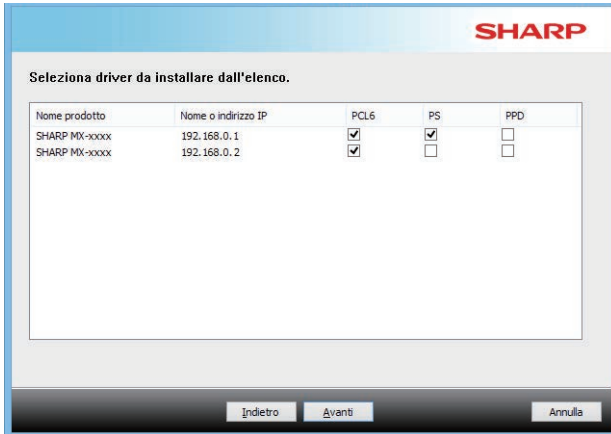 SHARP
Seleziona driver da installare dall'elenco.
Nome prodotto Nome o indirizzo IP PCL6 PS PPD
SHARP MX-xxxx 192.168.0.1
SHARP MX-xxxx 192.168.0.2
Indietro Avanti Annulla